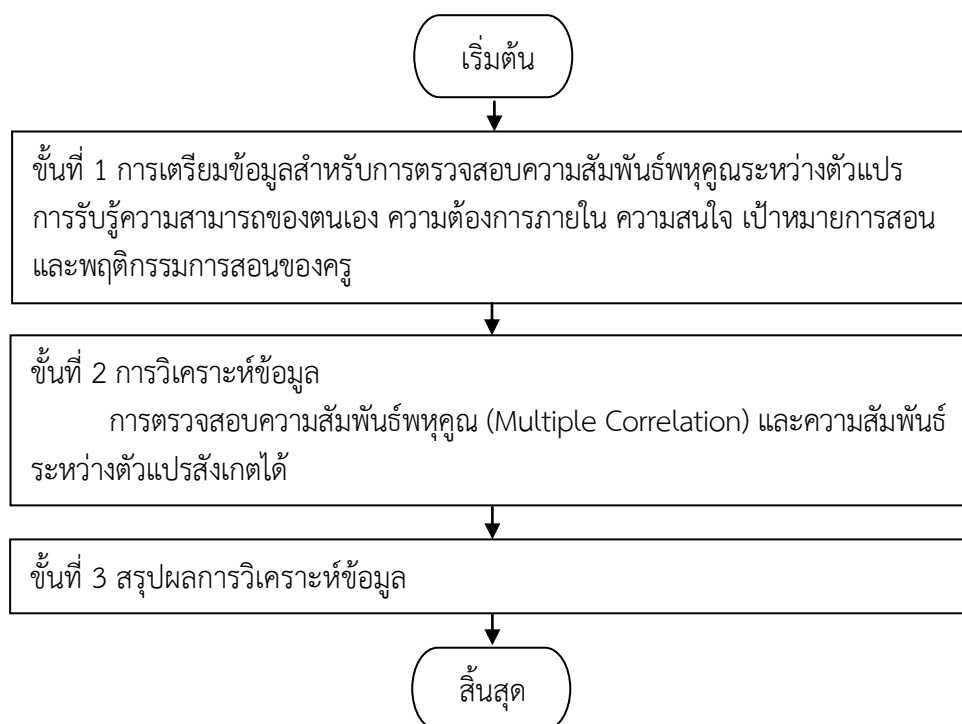 เริ่มต้น
ขั้นที่ 1 การเตรียมข้อมูลสำหรับการตรวจสอบความสัมพันธ์พหุคูณระหว่างตัวแปร
การรับรู้ความสามารถของตนเอง ความต้องการภายใน ความสนใจ เป้าหมายการสอน
และพฤติกรรมการสอนของครู
ขั้นที่ 2 การวิเคราะห์ข้อมูล
การตรวจสอบความสัมพันธ์พหุคูณ (Multiple Correlation) และความสัมพันธ์
ระหว่างตัวแปรสังเกตได้
ขั้นที่ 3 สรุปผลการวิเคราะห์ข้อมูล
สิ้นสุด